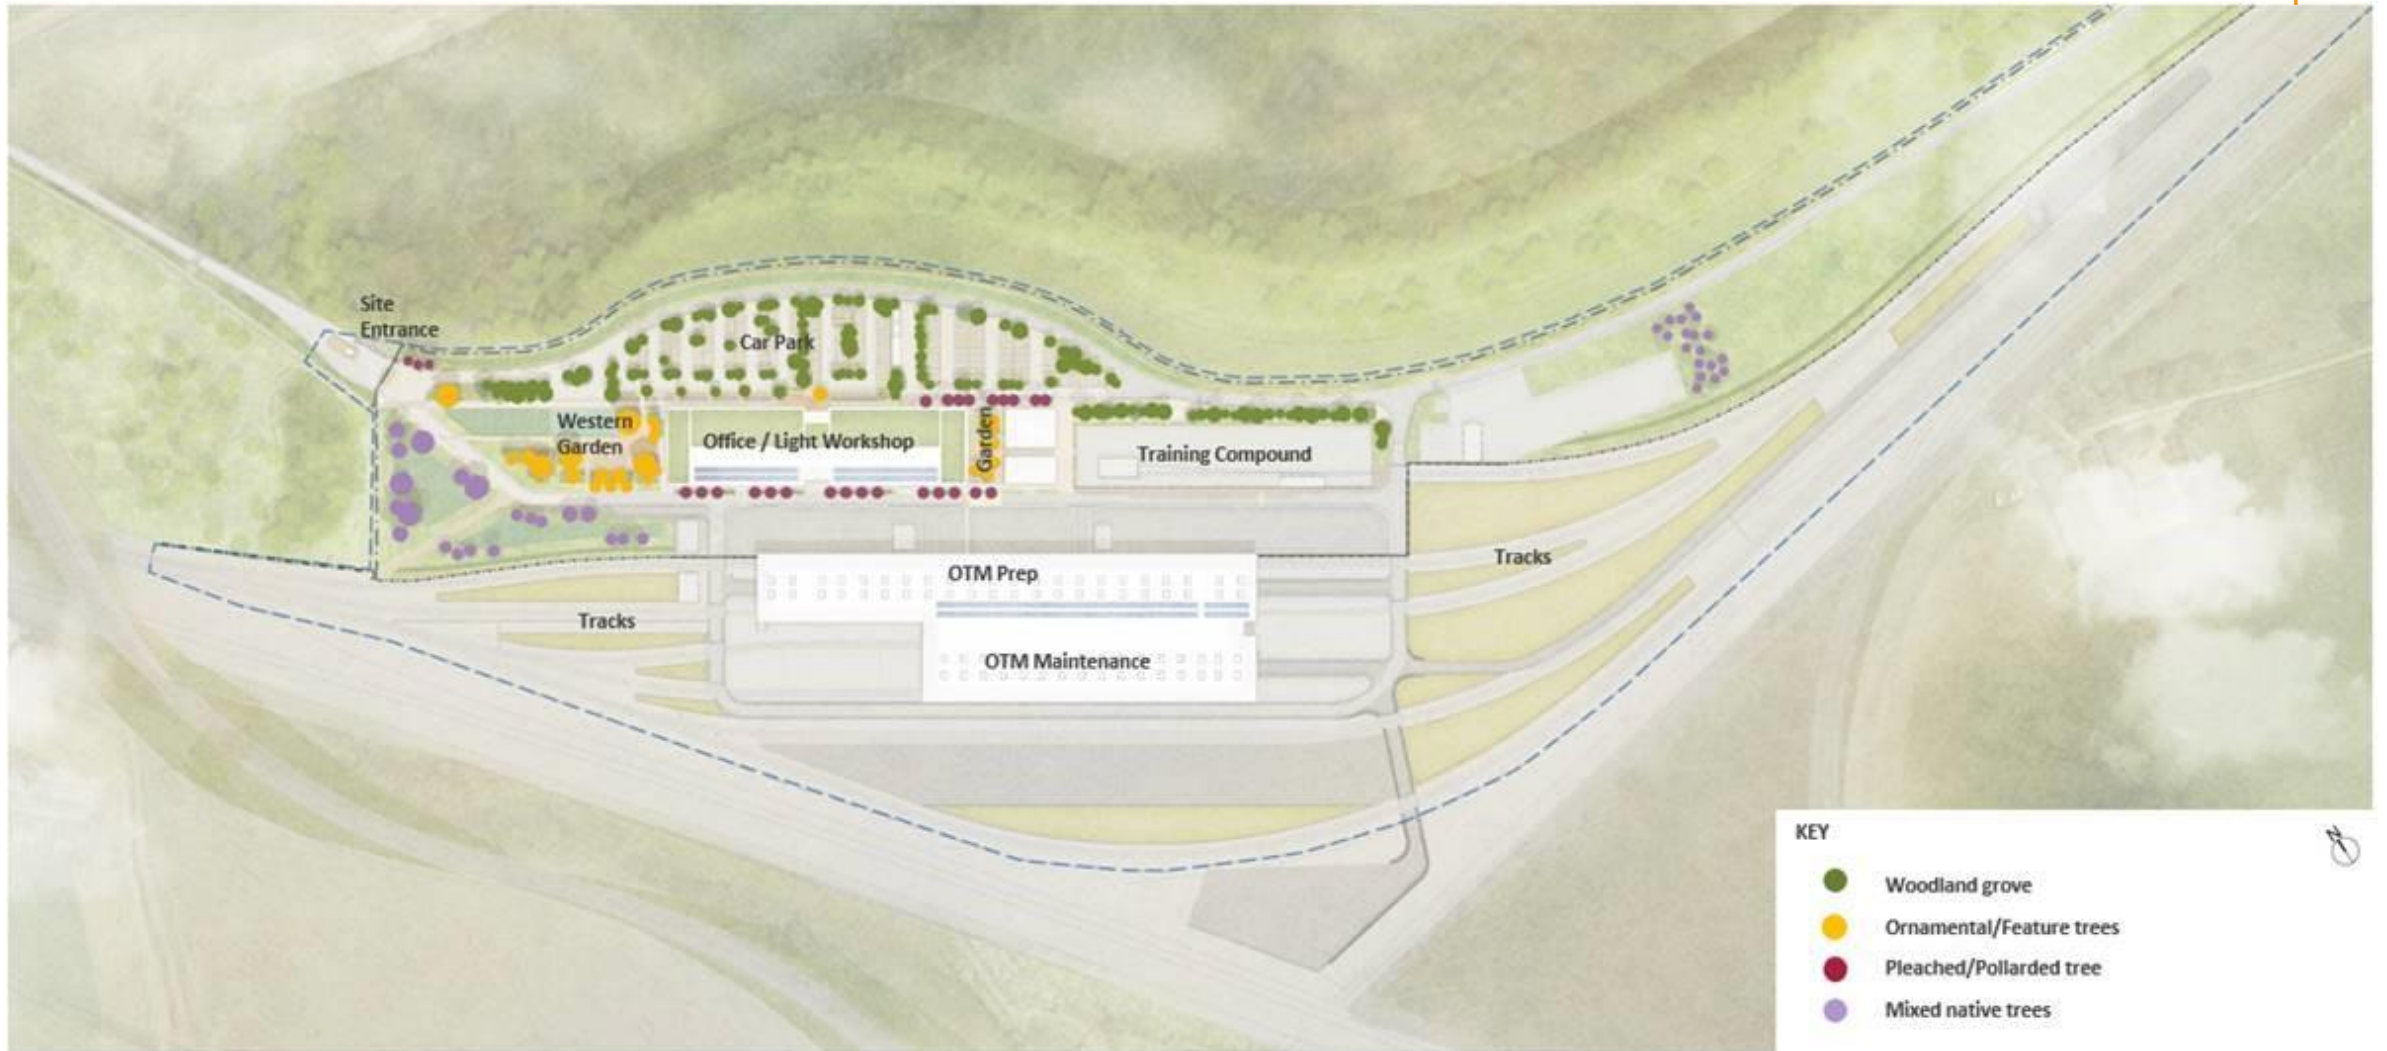 Site
Entrance
Car Park
Western
Garden
Office / Light Workshop
Garden
Training Compound
OTM Prep
Tracks
Tracks
OTM Maintenance
KEY
N
Woodland grove
Ornamental/Feature trees
Pleached/Pollarded tree
Mixed native trees